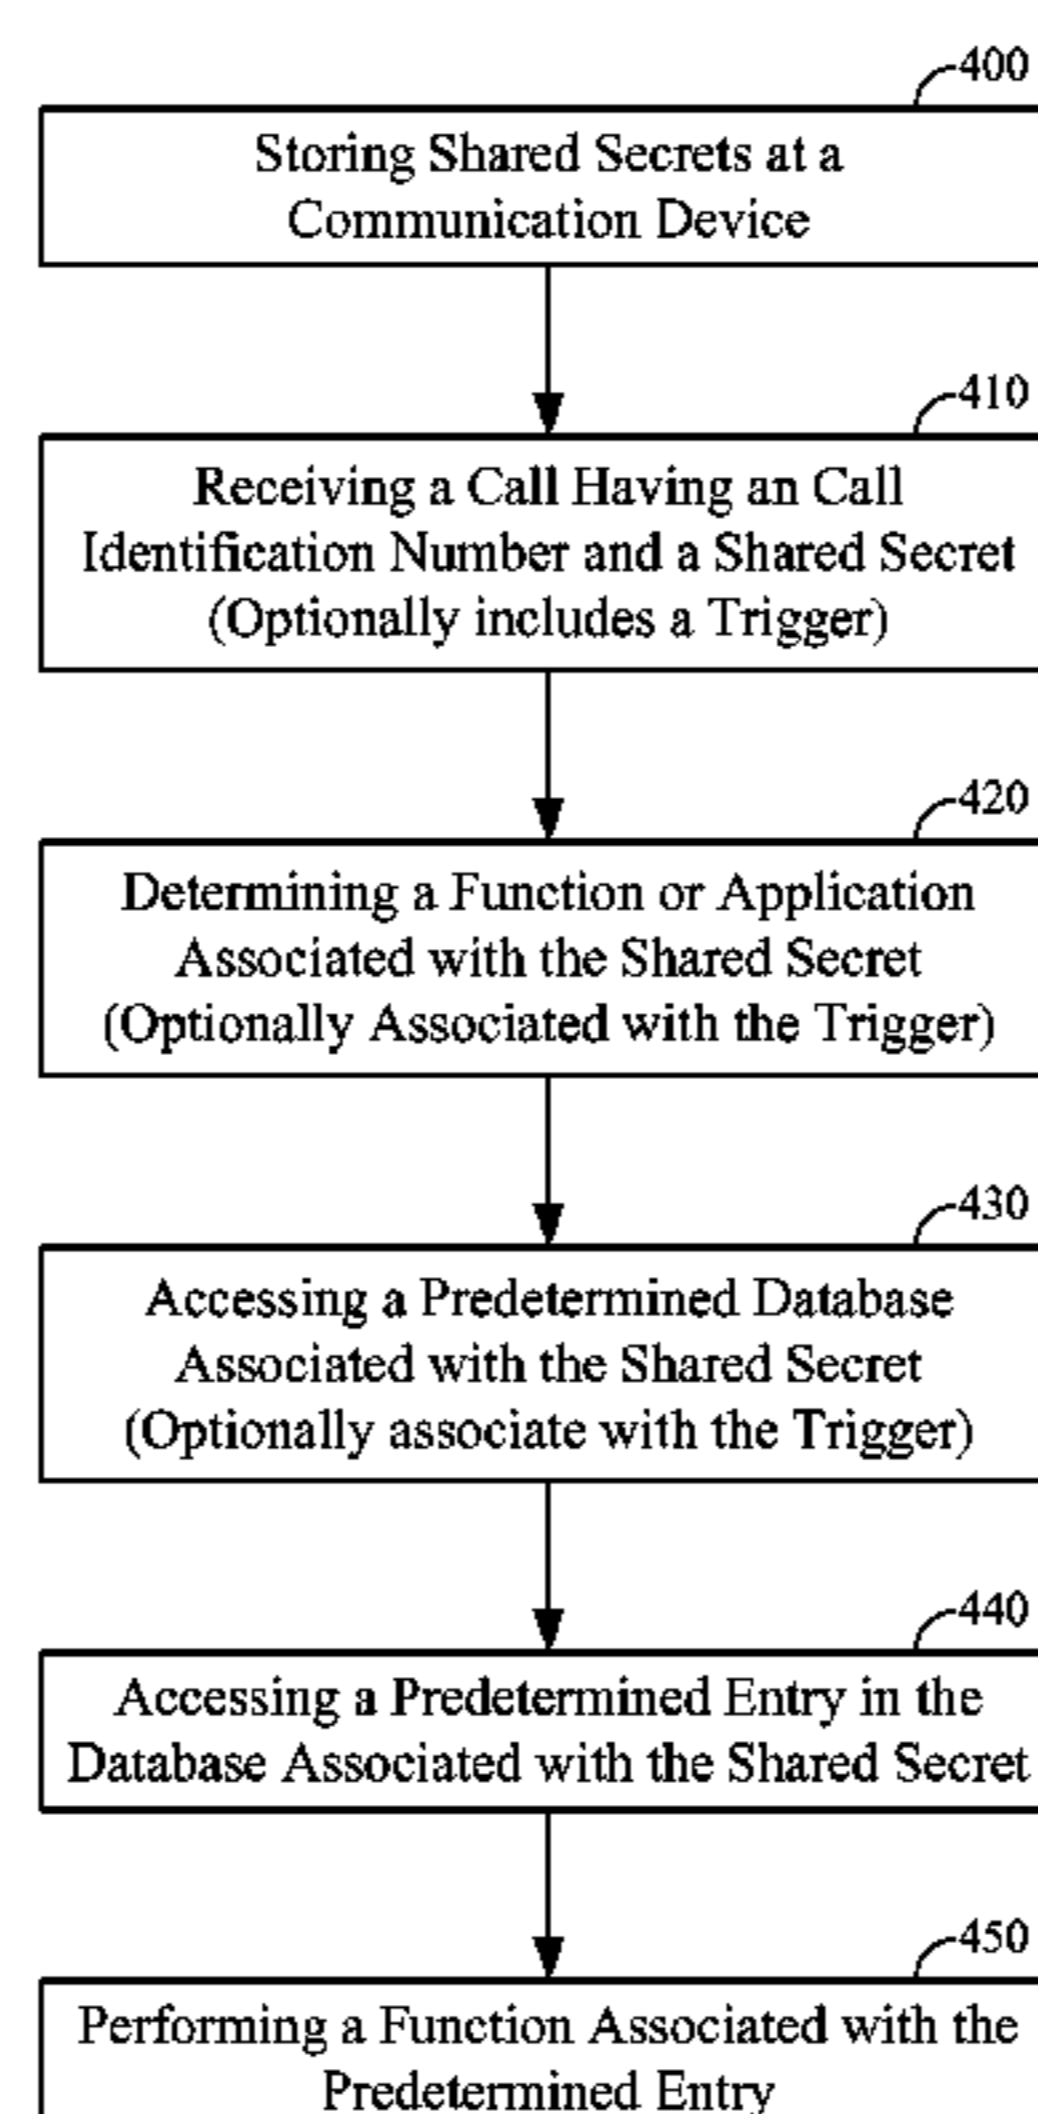 400
Storing Shared Secrets at a
Communication Device
410
Receiving a Call Having an Call
Identification Number and a Shared Secret
(Optionally includes a Trigger)
420
Determining a Function or Application
Associated with the Shared Secret
(Optionally Associated with the Trigger)
430
Accessing a Predetermined Database
Associated with the Shared Secret
(Optionally associate with the Trigger)
440
Accessing a Predetermined Entry in the
Database Associated with the Shared Secret
450
Performing a Function Associated with the
Predetermined Entry